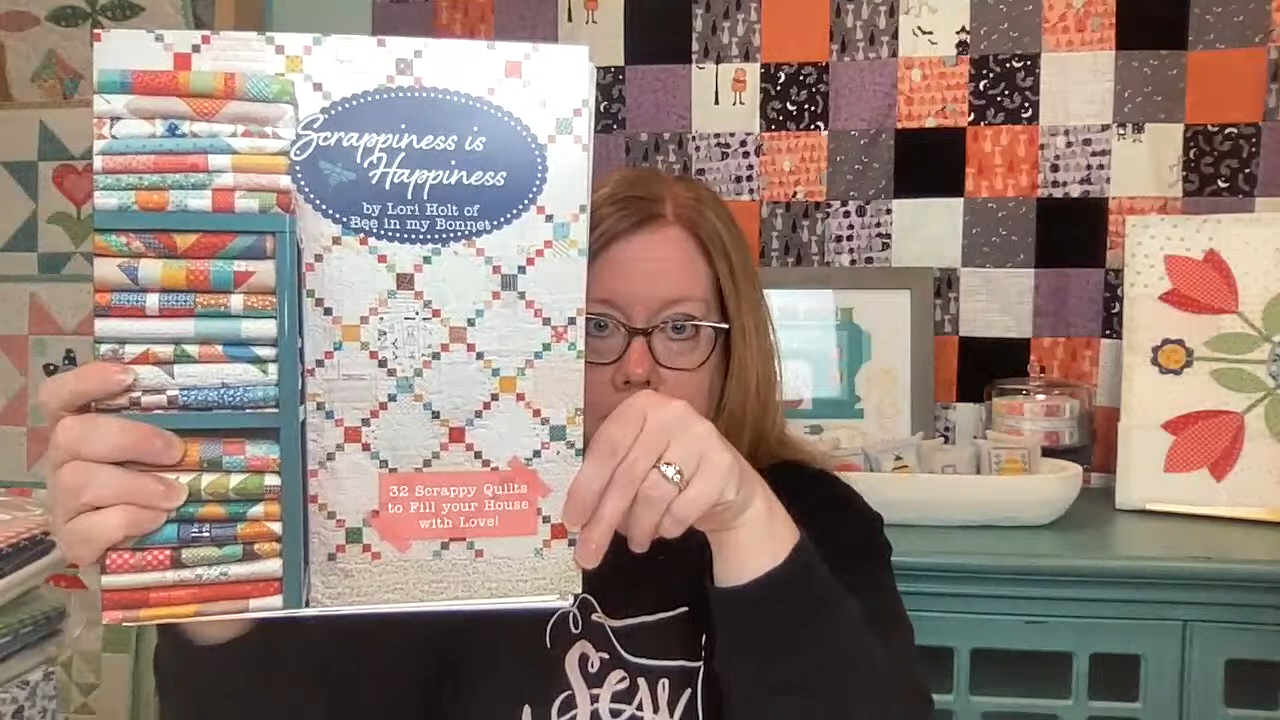 Scrappiness is
Happiness
by Lori Holt of
Bee in my Bonnet
32 Scrappy Quilts
to Fill your House
with Love!
Sew